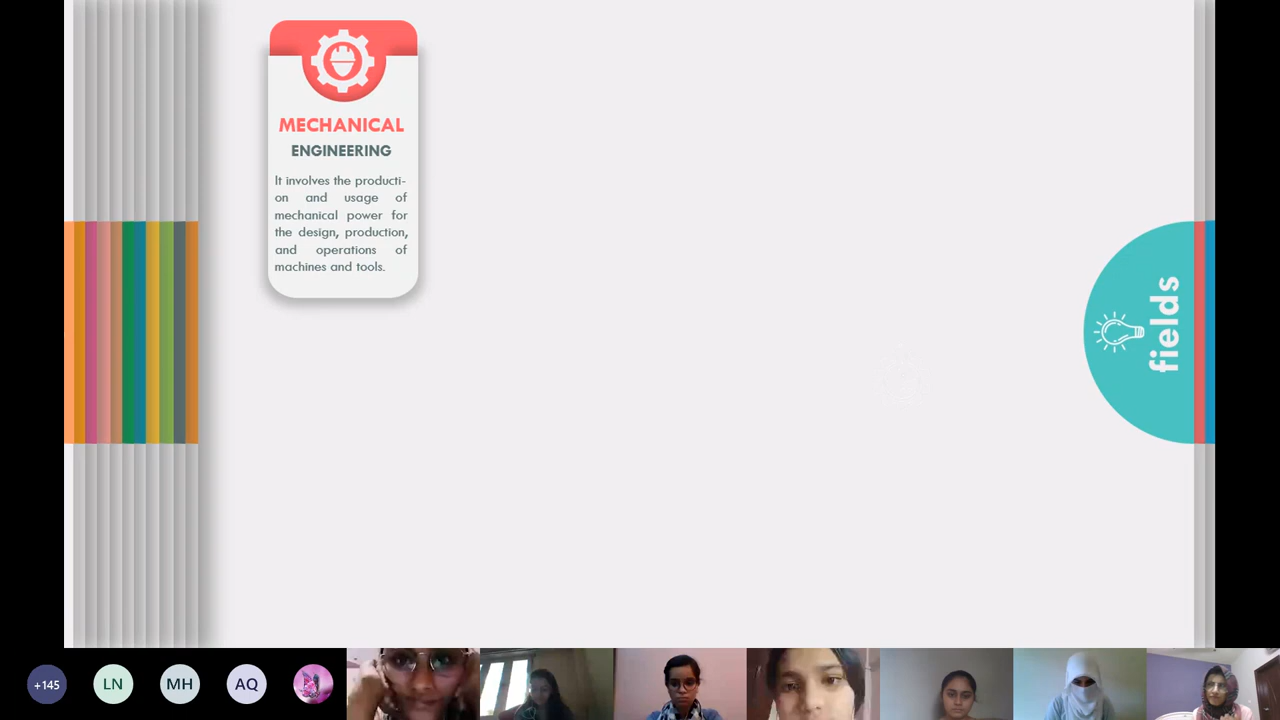 MECHANICAL
ENGINEERING
It involves the producti-
on and usage of
mechanical power for
the design, production,
and operations of
machines and tools.
fields
+145
LN
MH
AQ